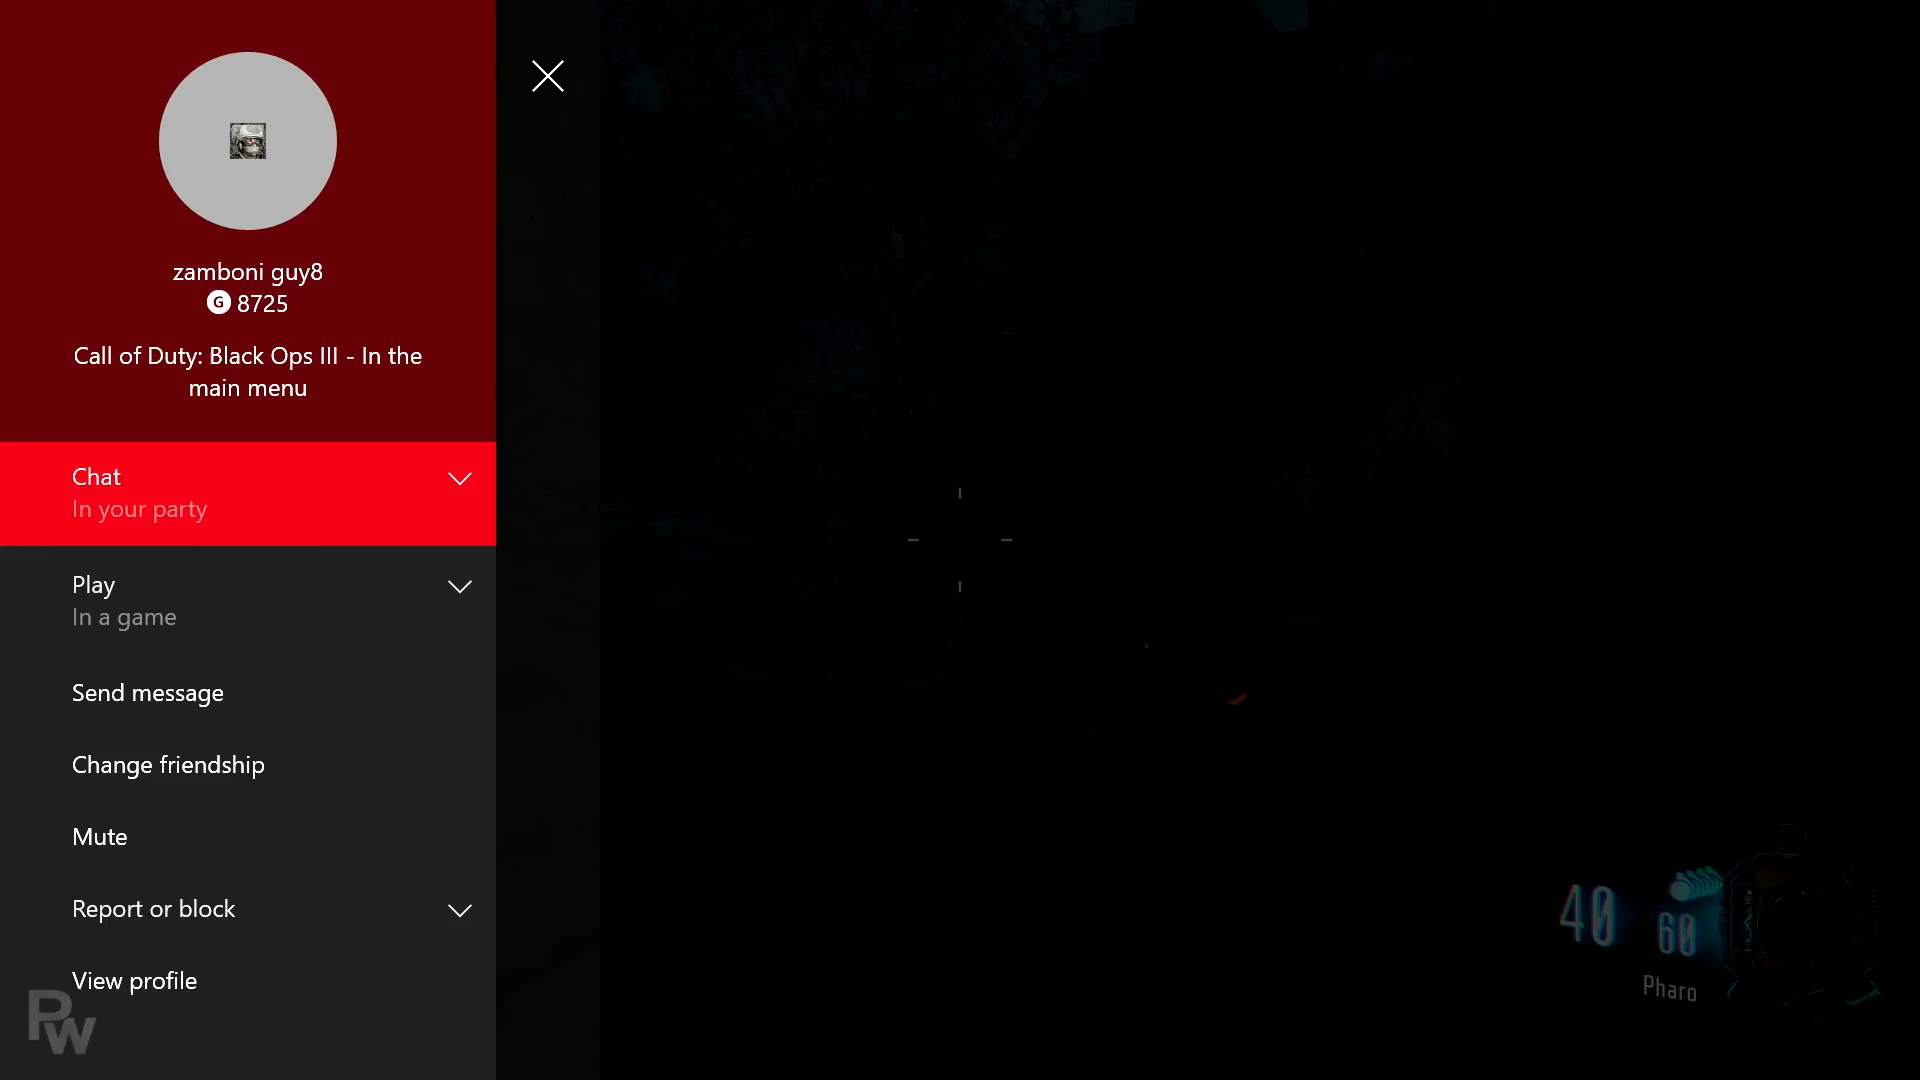 zamboni guy8
G 8725
Call of Duty: Black Ops III - In the
main menu
Chat
In your party
Play
In a game
Send message
Change friendship
Mute
Report or block
View profile
PW
40 60
Pharo